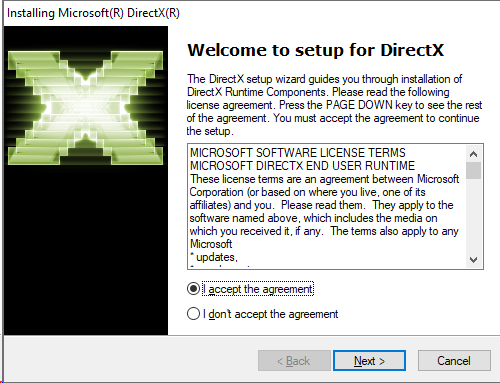 Installing Microsoft(R) DirectX(R)
Welcome to setup for DirectX
The DirectX setup wizard guides you through installation of
DirectX Runtime Components. Please read the following
license agreement. Press the PAGE DOWN key to see the rest
of the agreement. You must accept the agreement to continue
the setup.
MICROSOFT SOFTWARE LICENSE TERMS
MICROSOFT DIRECTX END USER RUNTIME
These license terms are an agreement between Microsoft
Corporation (or based on where you live, one of its
affiliates) and you. Please read them. They apply to the
software named above, which includes the media on
which you received it, if any. The terms also apply to any
Microsoft
* updates,
I accept the agreement
I don't accept the agreement
< Back
Next >
Cancel